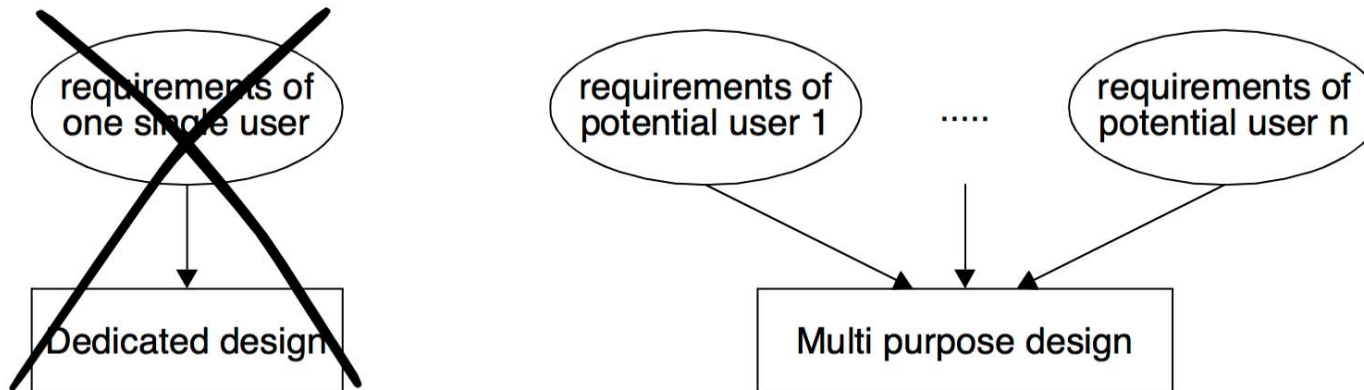 requirements of
one single user
requirements of
potential user 1
.....
requirements of
potential user n
Dedicated design
Multi purpose design